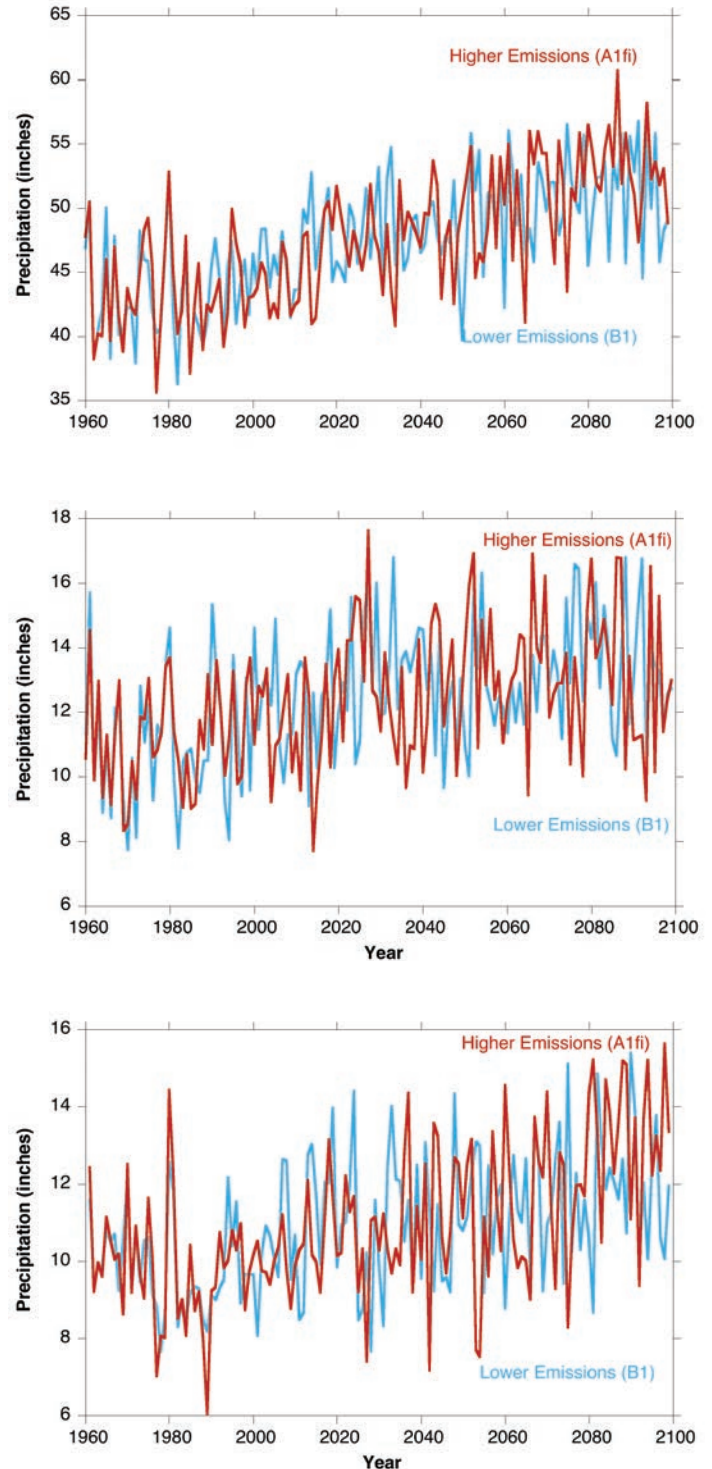 65
60
55
50
45
40
35
Precipitation (inches)
Higher Emissions (A1fi)
Lower Emissions (B1)
1960 1980 2000 2020 2040 2060 2080 2100
18
16
14
12
10
8
6
Precipitation (inches)
Higher Emissions (A1fi)
Lower Emissions (B1)
1960 1980 2000 2020 2040 2060 2080 2100
Year
16
14
12
10
8
6
Precipitation (inches)
Higher Emissions (A1fi)
Lower Emissions (B1)
1960 1980 2000 2020 2040 2060 2080 2100
Year